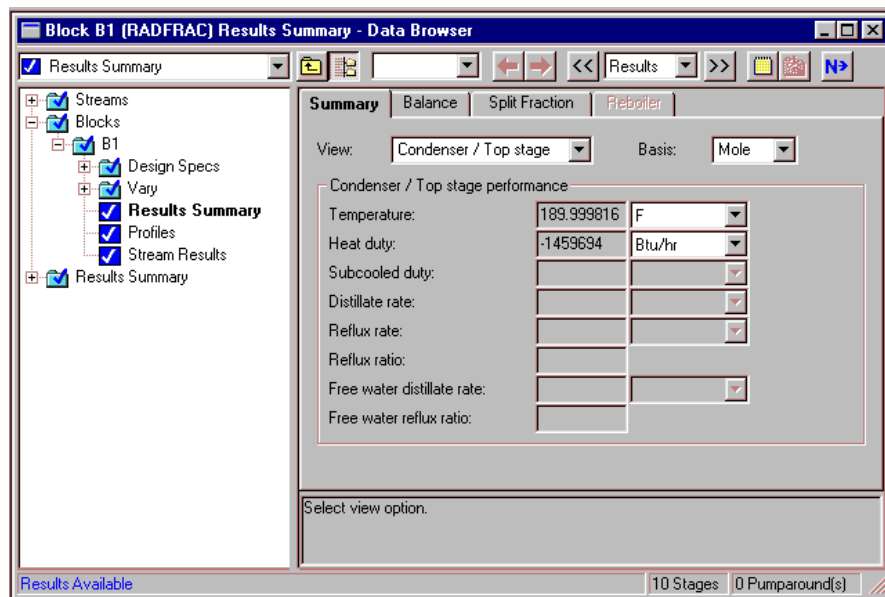 Block B1 (RADFRAC) Results Summary - Data Browser
Results Summary
<< Results >> N
Streams
Blocks
B1
Design Specs
Vary
Results Summary
Profiles
Stream Results
Results Summary
Summary Balance Split Fraction Reboiler
View: Condenser / Top stage Basis: Mole
Condenser / Top stage performance
Temperature: 189.999816 F
Heat duty: -1459694 Btu/hr
Subcooled duty:
Distillate rate:
Reflux rate:
Reflux ratio:
Free water distillate rate:
Free water reflux ratio:
Select view option.
Results Available 10 Stages 0 Pumparound(s)